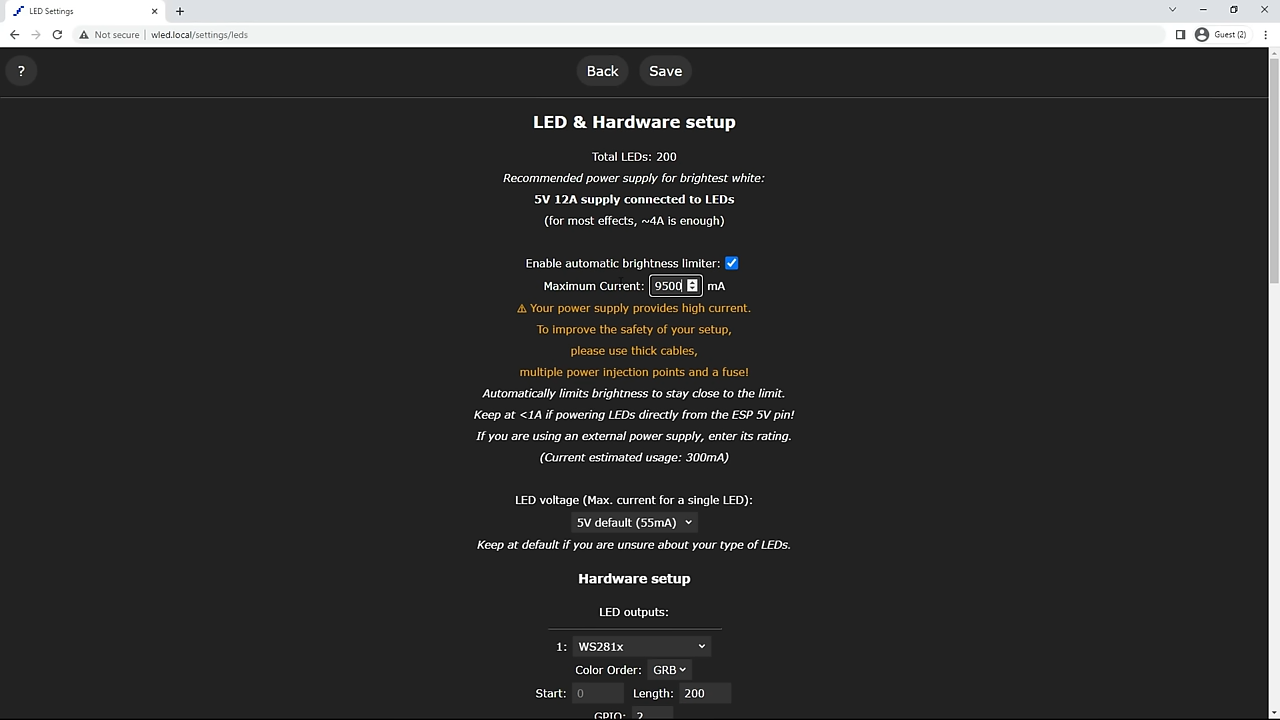 LED Settings
Not secure
wled.local/settings/leds
Guest (2)
?
Back
Save
LED & Hardware setup
Total LEDs: 200
Recommended power supply for brightest white:
5V 12A supply connected to LEDs
(for most effects, ~4A is enough)
Enable automatic brightness limiter:
Maximum Current: 9500 mA
⚠ Your power supply provides high current.
To improve the safety of your setup,
please use thick cables,
multiple power injection points and a fuse!
Automatically limits brightness to stay close to the limit.
Keep at <1A if powering LEDs directly from the ESP 5V pin!
If you are using an external power supply, enter its rating.
(Current estimated usage: 300mA)
LED voltage (Max. current for a single LED):
5V default (55mA)
Keep at default if you are unsure about your type of LEDs.
Hardware setup
LED outputs:
1: WS281x
Color Order: GRB
Start: 0 Length: 200
GPIO: 2